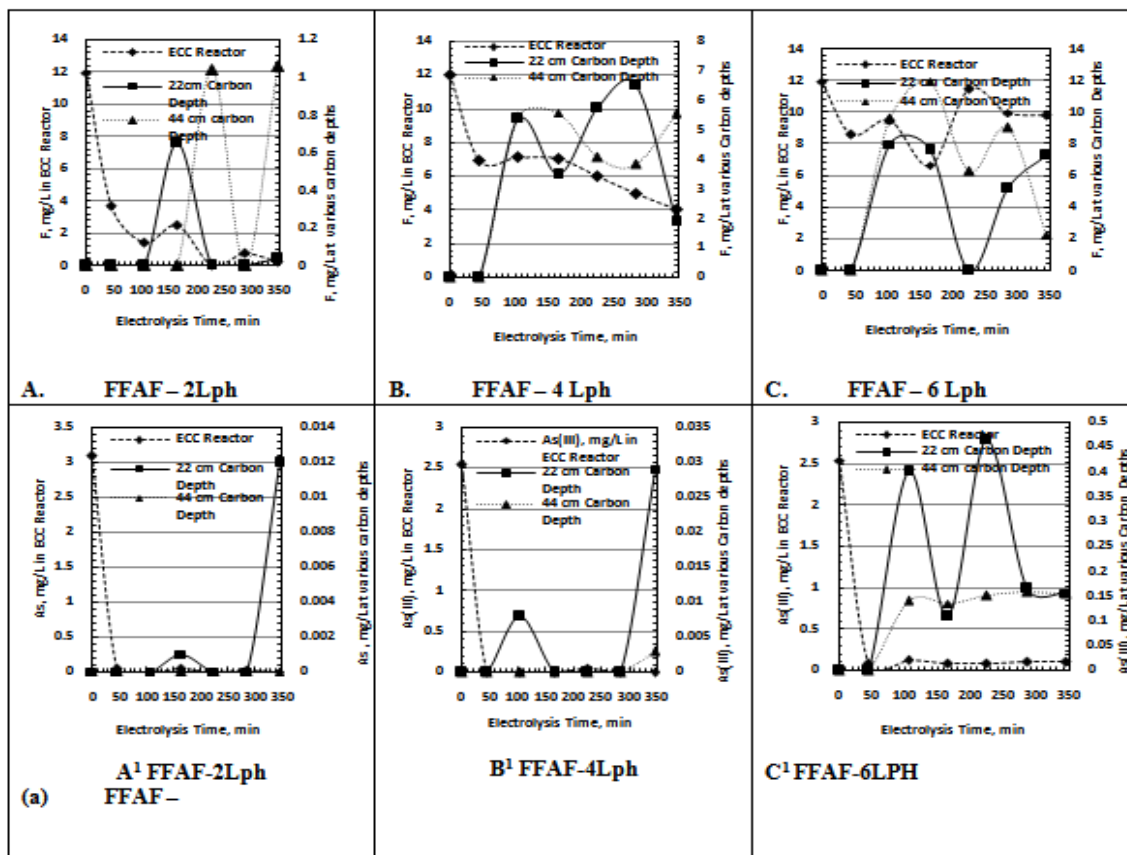 14
12
10
8
6
4
2
0
F, mg/L in ECC Reactor
ECC Reactor
22cm Carbon
Depth
44 cm carbon
Depth
1.2
1
0.8
0.6
0.4
0.2
0
F, mg/Lat various carbon depths
0 50 100 150 200 250 300 350
Electrolysis Time, min
A. FFAF – 2Lph
14
12
10
8
6
4
2
0
F, mg/L in ECC Reactor
ECC Reactor
22 cm Carbon Depth
44 cm Carbon Depth
8
7
6
5
4
3
2
1
0
F, mg/Lat various Carbon Depths
0 50 100 150 200 250 300 350
Electrolysis Time, min
B. FFAF – 4 Lph
14
12
10
8
6
4
2
0
F, mg/L in ECC Reactor
ECC Reactor
22 cm Carbon Depth
44 cm Carbon Depth
14
12
10
8
6
4
2
0
F, mg/Lat various Carbon Depths
0 50 100 150 200 250 300 350
Electrolysis Time, min
C. FFAF – 6 Lph
3.5
3
2.5
2
1.5
1
0.5
0
As, mg/L in ECC Reactor
ECC Reactor
22 cm Carbon
Depth
44 cm Carbon
Depth
0.014
0.012
0.01
0.008
0.006
0.004
0.002
0
As , mg/Lat various Carbon depths
0 50 100 150 200 250 300 350
Electrolysis Time, min
A¹ FFAF-2Lph
(a) FFAF –
3
2.5
2
1.5
1
0.5
0
As(III), mg/L in ECC Reactor
As(III), mg/L in
ECC Reactor
22 cm Carbon
Depth
44 cm Carbon
Depth
0.035
0.03
0.025
0.02
0.015
0.01
0.005
0
As(III), mg/Lat various Carbon depths
0 50 100 150 200 250 300 350
Electrolysis Time, min
B¹ FFAF-4Lph
3
2.5
2
1.5
1
0.5
0
As(III), mg/L in ECC Reactor
ECC Reactor
22 cm Carbon Depth
44 cm carbon Depth
0.5
0.45
0.4
0.35
0.3
0.25
0.2
0.15
0.1
0.05
0
As(III), mg/Lat various Carbon Depths
0 50 100 150 200 250 300 350
Electrolysis Time, min
C¹ FFAF-6LPH